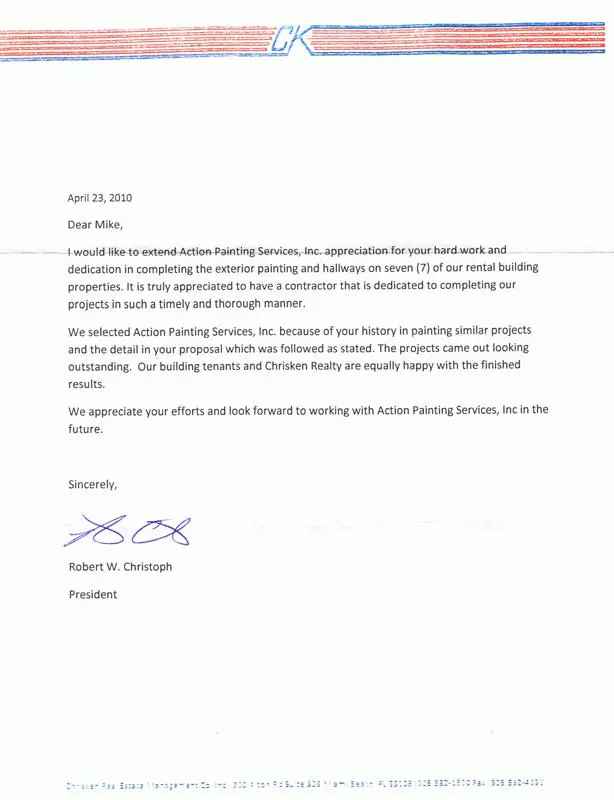 CK
April 23, 2010
Dear Mike,
I would like to extend Action Painting Services, Inc. appreciation for your hard work and
dedication in completing the exterior painting and hallways on seven (7) of our rental building
properties. It is truly appreciated to have a contractor that is dedicated to completing our
projects in such a timely and thorough manner.
We selected Action Painting Services, Inc. because of your history in painting similar projects
and the detail in your proposal which was followed as stated. The projects came out looking
outstanding.  Our building tenants and Chrisken Realty are equally happy with the finished
results.
We appreciate your efforts and look forward to working with Action Painting Services, Inc in the
future.
Sincerely,
Robert W. Christoph
President
Chrisken Real Estate Management Co Inc. Alton Rd Suite Miami Beach FL Fax